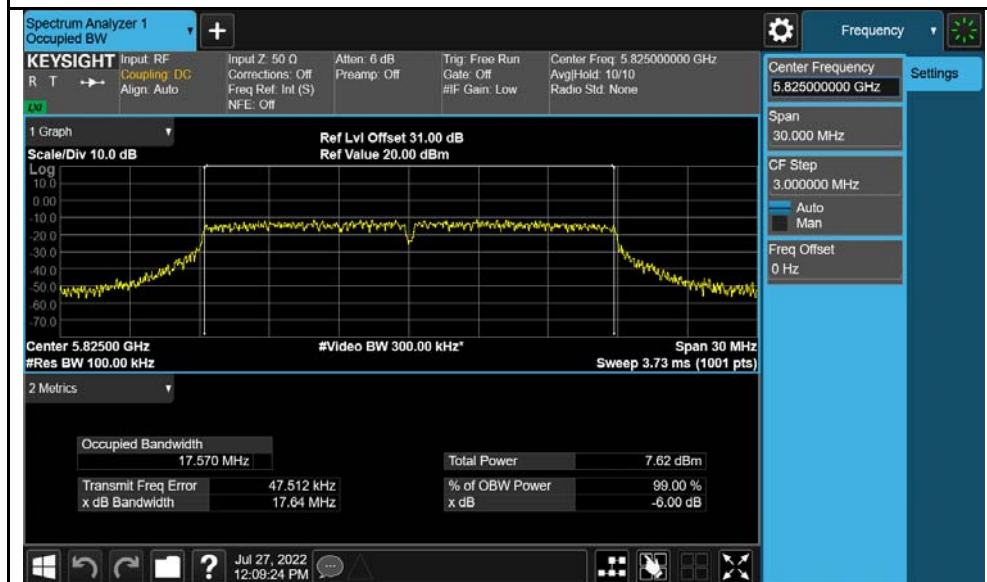 Spectrum Analyzer 1
Occupied BW
+
Frequency
KEYSIGHT
R T
LXI
Input: RF
Coupling: DC
Align: Auto
Input Z: 50 Ω
Corrections: Off
Freq Ref: Int (S)
NFE: Off
Atten: 6 dB
Preamp: Off
Trig: Free Run
Gate: Off
#IF Gain: Low
Center Freq: 5.825000000 GHz
Avg|Hold: 10/10
Radio Std: None
Center Frequency
5.825000000 GHz
Settings
Span
30.000 MHz
CF Step
3.000000 MHz
Auto
Man
Freq Offset
0 Hz
1 Graph
Scale/Div 10.0 dB
Ref Lvl Offset 31.00 dB
Ref Value 20.00 dBm
Log
10.0
0.00
-10.0
-20.0
-30.0
-40.0
-50.0
-60.0
-70.0
Center 5.82500 GHz
#Res BW 100.00 kHz
#Video BW 300.00 kHz*
Span 30 MHz
Sweep 3.73 ms (1001 pts)
2 Metrics
Occupied Bandwidth
17.570 MHz
Total Power 7.62 dBm
Transmit Freq Error 47.512 kHz
% of OBW Power 99.00 %
x dB Bandwidth 17.64 MHz
x dB -6.00 dB
?
Jul 27, 2022
12:09:24 PM